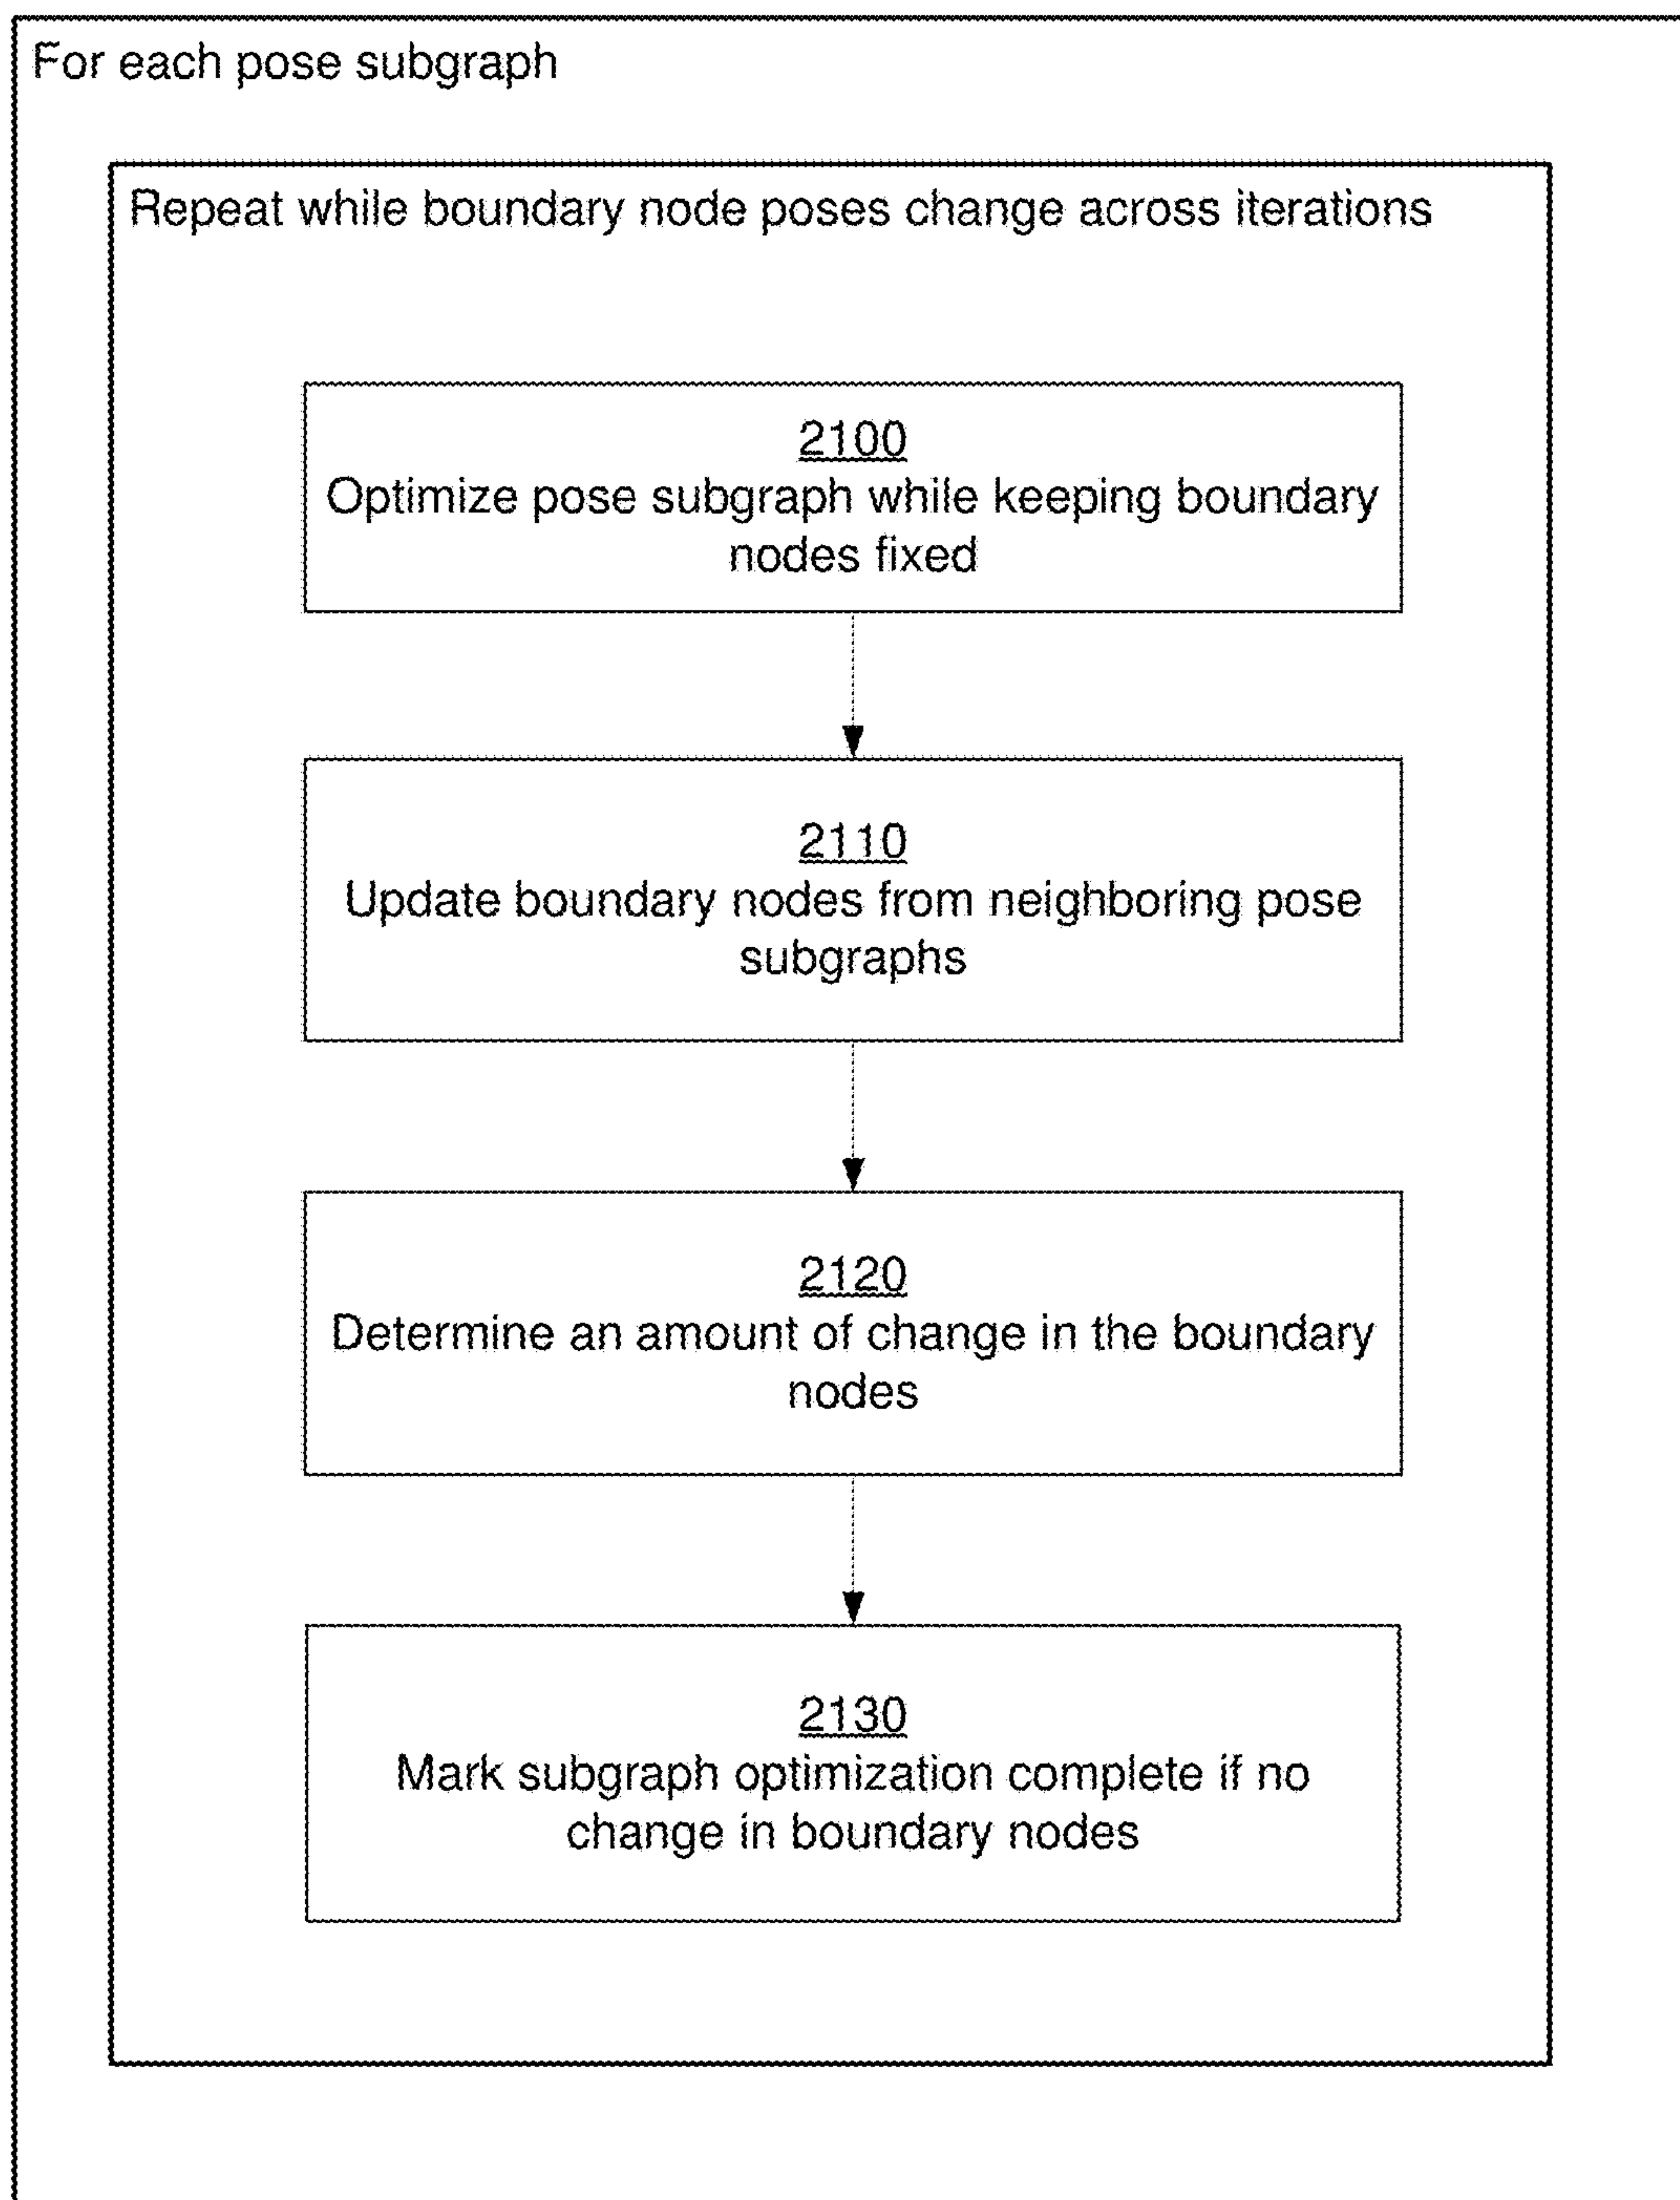 For each pose subgraph
Repeat while boundary node poses change across iterations
2100
Optimize pose subgraph while keeping boundary
nodes fixed
2110
Update boundary nodes from neighboring pose
subgraphs
2120
Determine an amount of change in the boundary
nodes
2130
Mark subgraph optimization complete if no
change in boundary nodes